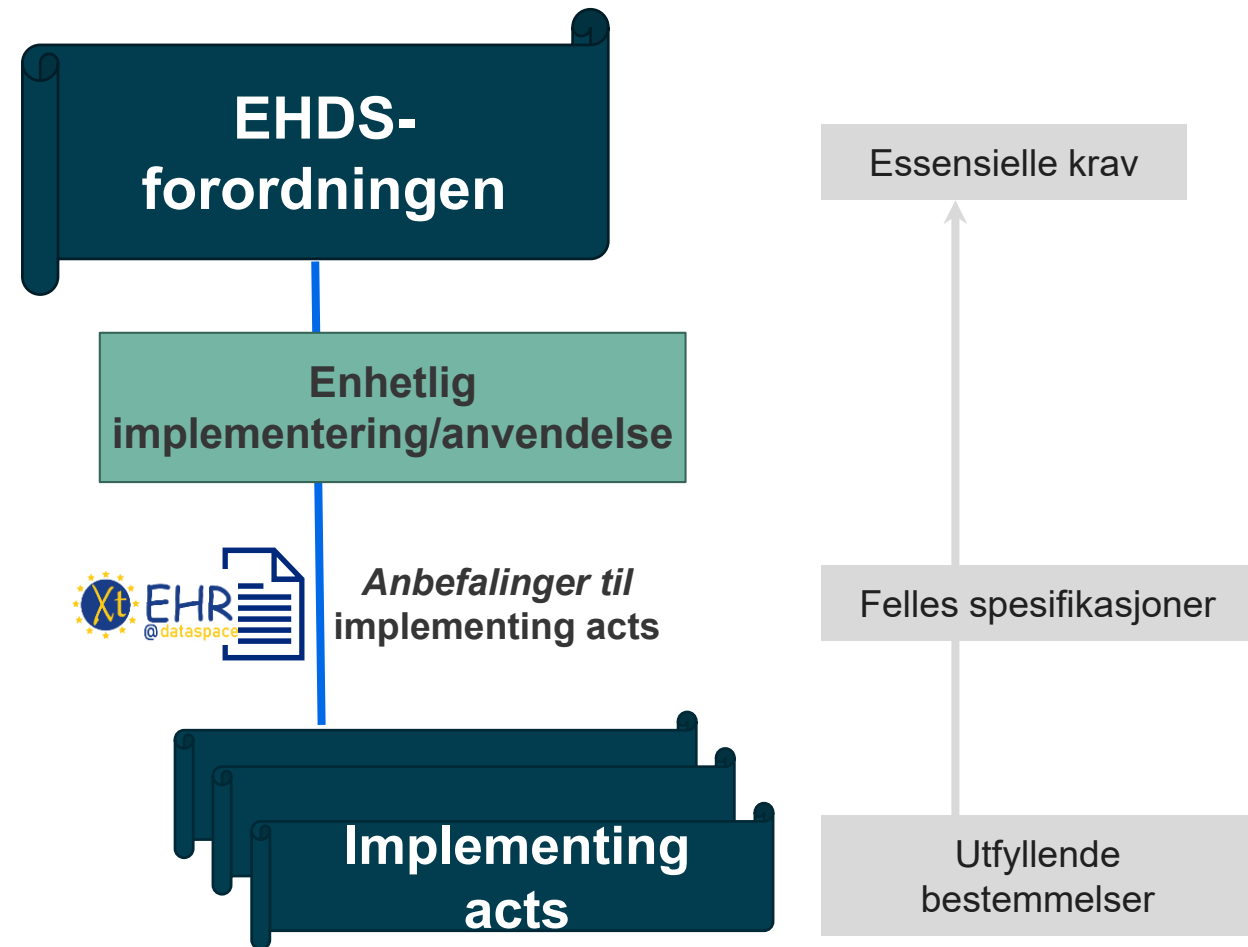 EHDS-
forordningen
Essensielle krav
Enhetlig
implementering/anvendelse
Xt EHR
@dataspace
Anbefalinger til
implementing acts
Felles spesifikasjoner
Implementing
acts
Utfyllende
bestemmelser